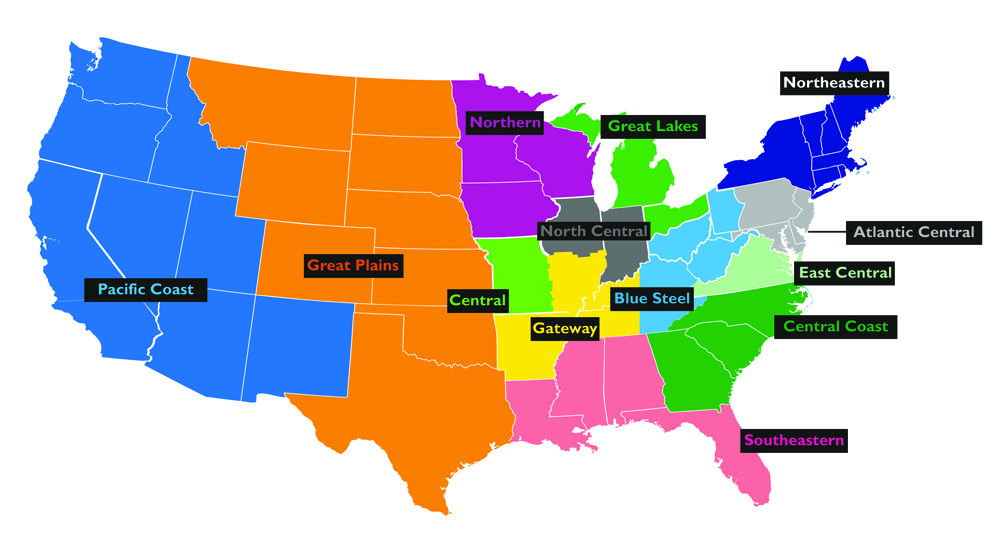 Northeastern
Northern
Great Lakes
North Central
Atlantic Central
Great Plains
East Central
Pacific Coast
Central
Blue Steel
Gateway
Central Coast
Southeastern